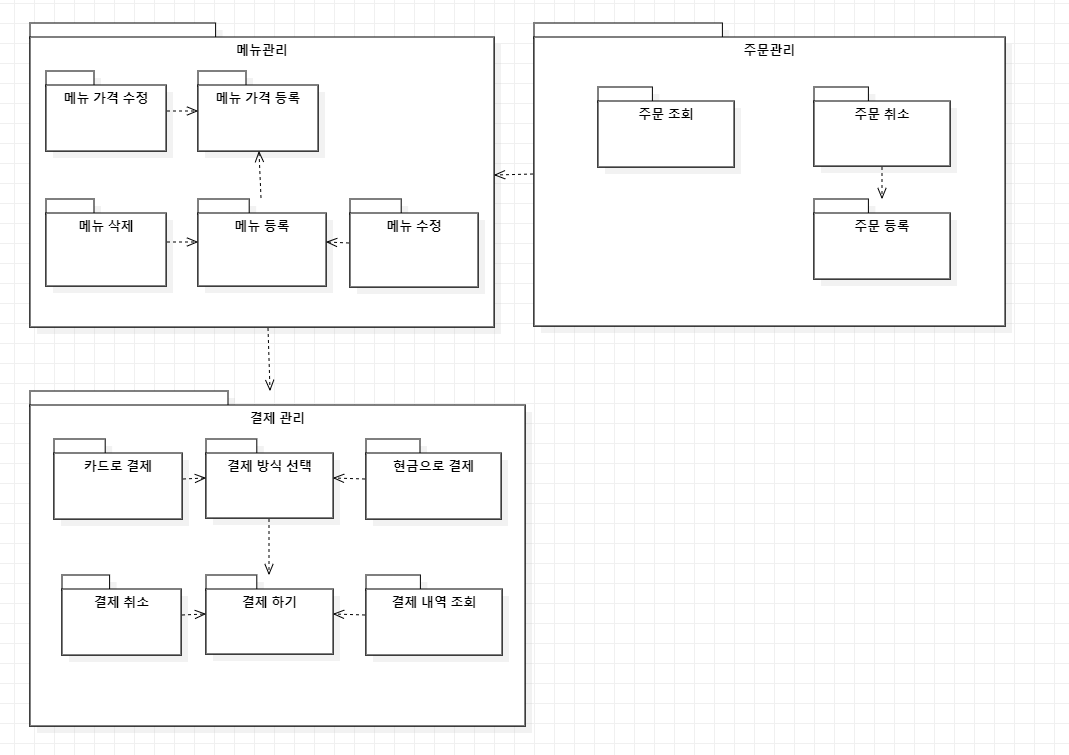 메뉴관리
메뉴 가격 수정
메뉴 가격 등록
메뉴 삭제
메뉴 등록
메뉴 수정
주문관리
주문 조회
주문 취소
주문 등록
결제 관리
카드로 결제
결제 방식 선택
현금으로 결제
결제 취소
결제 하기
결제 내역 조회